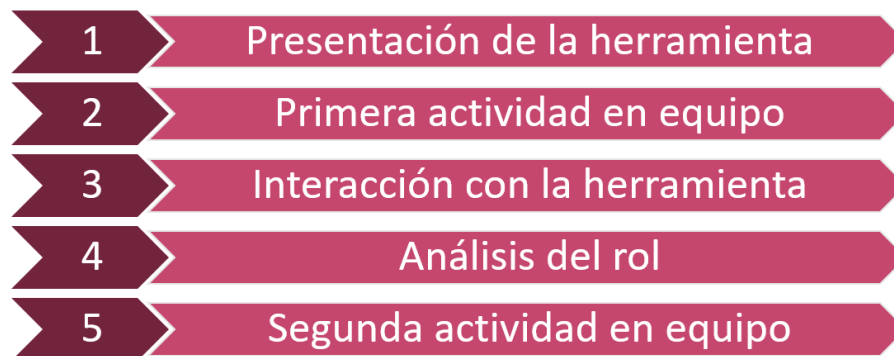 1 Presentación de la herramienta
2 Primera actividad en equipo
3 Interacción con la herramienta
4 Análisis del rol
5 Segunda actividad en equipo